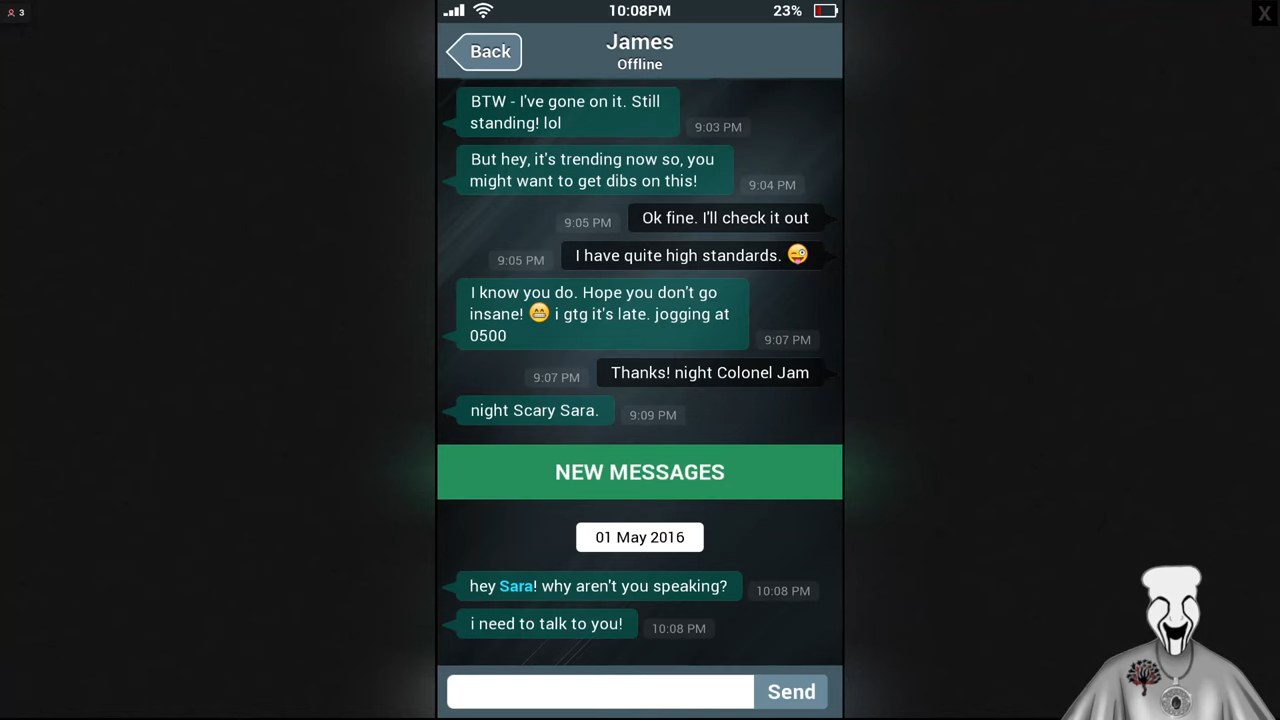 3
10:08PM
23%
X
Back
James
Offline
BTW - I've gone on it. Still
standing! lol
9:03 PM
But hey, it's trending now so, you
might want to get dibs on this!
9:04 PM
Ok fine. I'll check it out
9:05 PM
I have quite high standards. 😜
9:05 PM
I know you do. Hope you don't go
insane! 😁 i gtg it's late. jogging at
0500
9:07 PM
Thanks! night Colonel Jam
9:07 PM
night Scary Sara.
9:09 PM
NEW MESSAGES
01 May 2016
hey Sara! why aren't you speaking?
10:08 PM
i need to talk to you!
10:08 PM
Send